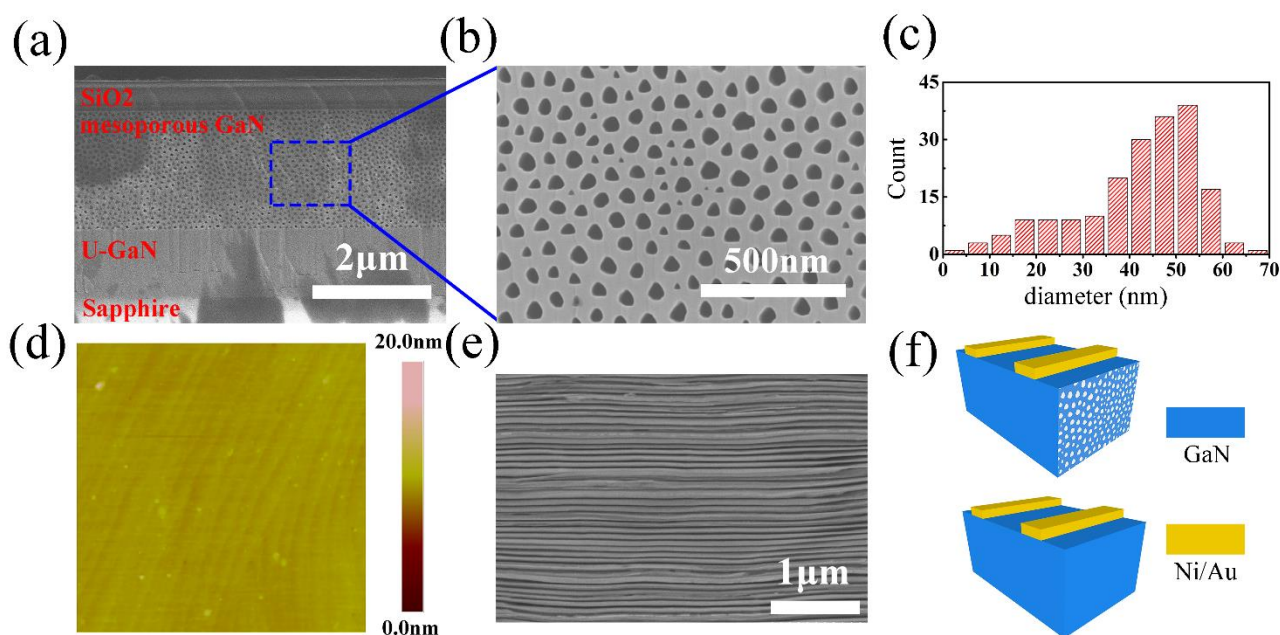 (a)
SiO2
mesoporous GaN
U-GaN
2μm
Sapphire
(b)
500nm
(c)
45
30
15
0
Count
0 10 20 30 40 50 60 70
diameter (nm)
(d)
20.0nm
0.0nm
(e)
1μm
(f)
GaN
Ni/Au